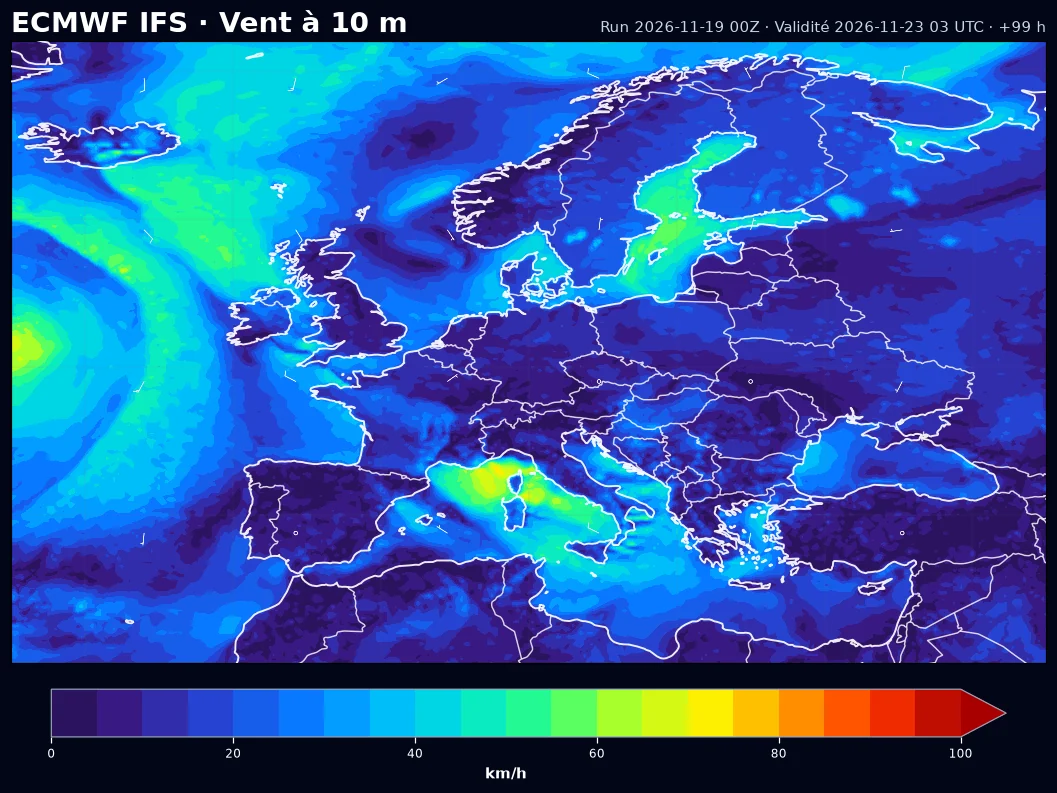 ECMWF IFS · Vent à 10 m
Run 2026-11-19 00Z · Validité 2026-11-23 03 UTC · +99 h
0 20 40 60 80 100
km/h